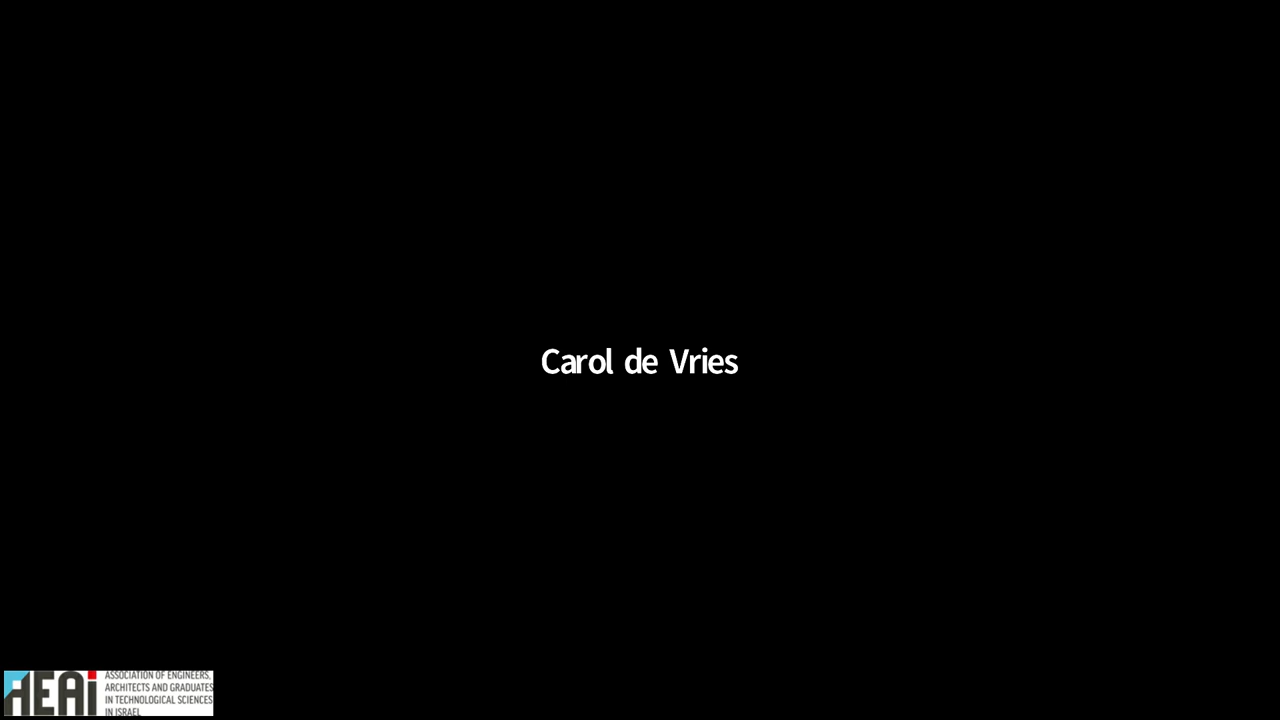 Carol de Vries
AEAi
ASSOCIATION OF ENGINEERS,
ARCHITECTS AND GRADUATES
IN TECHNOLOGICAL SCIENCES
IN ISRAEL